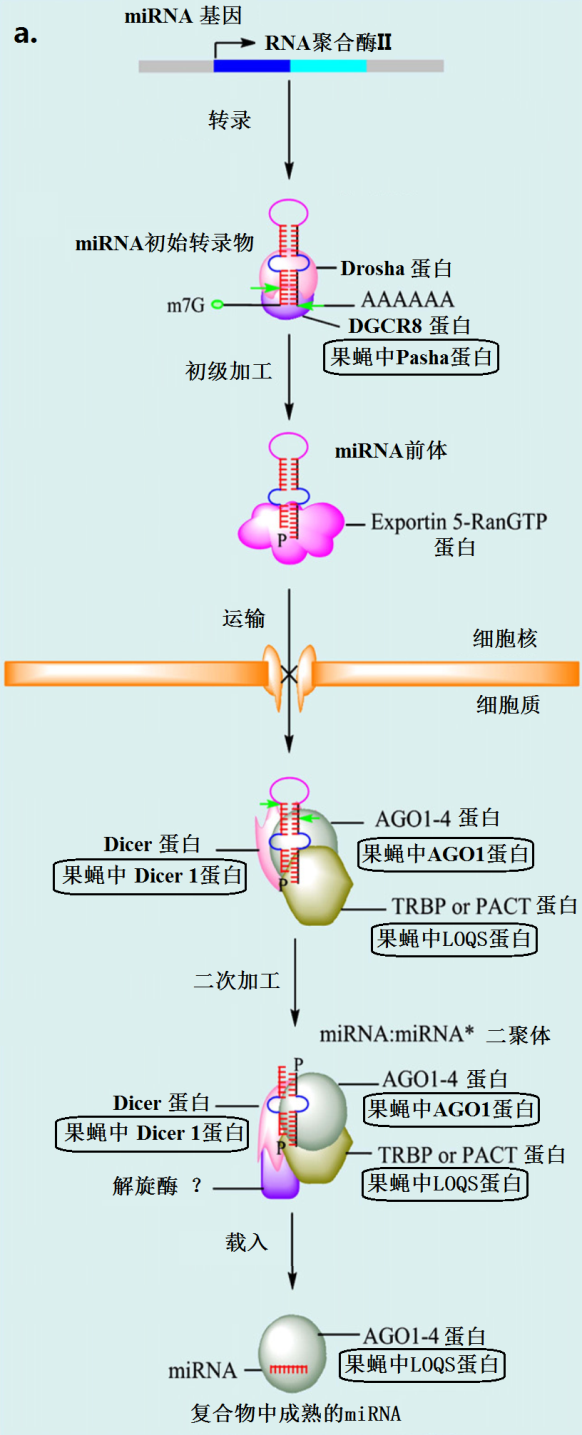 a.
miRNA 基因
RNA聚合酶II
转录
miRNA初始转录物
Drosha 蛋白
m7G
AAAAAA
DGCR8 蛋白
果蝇中Pasha蛋白
初级加工
miRNA前体
Exportin 5-RanGTP
蛋白
P
运输
细胞核
细胞质
AGO1-4 蛋白
Dicer 蛋白
果蝇中AGO1蛋白
果蝇中 Dicer 1蛋白
P
TRBP or PACT 蛋白
果蝇中LOQS蛋白
二次加工
miRNA:miRNA* 二聚体
P
AGO1-4 蛋白
Dicer 蛋白
果蝇中AGO1蛋白
果蝇中 Dicer 1蛋白
P
TRBP or PACT 蛋白
果蝇中LOQS蛋白
解旋酶 ？
载入
AGO1-4 蛋白
果蝇中LOQS蛋白
miRNA
复合物中成熟的miRNA